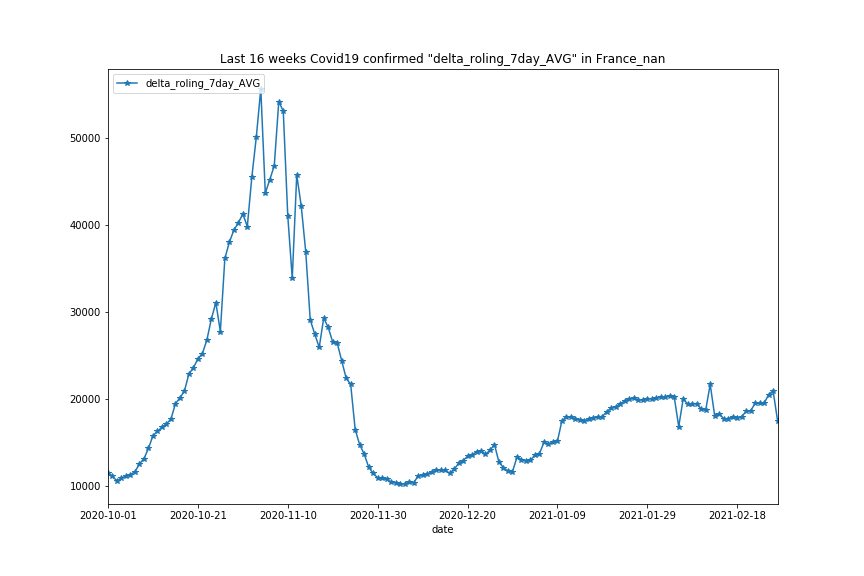 Last 16 weeks Covid19 confirmed "delta_roling_7day_AVG" in France_nan
delta_roling_7day_AVG
50000
40000
30000
20000
10000
2020-10-01 2020-10-21 2020-11-10 2020-11-30 2020-12-20 2021-01-09 2021-01-29 2021-02-18
date